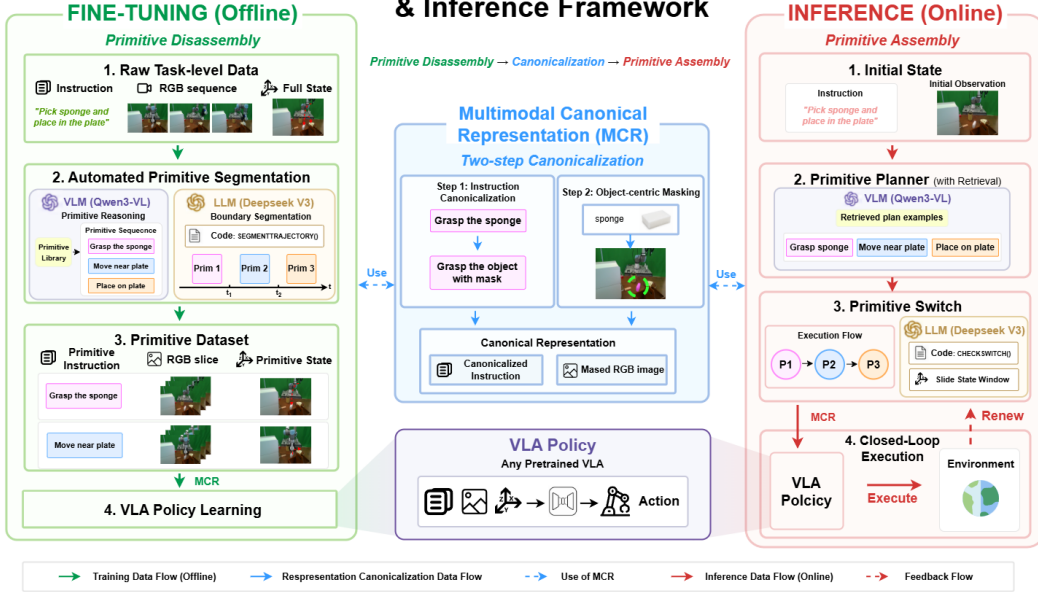 & Inference Framework
Primitive Disassembly → Canonicalization → Primitive Assembly
FINE-TUNING (Offline)
Primitive Disassembly
1. Raw Task-level Data
Instruction
RGB sequence
Full State
"Pick sponge and
place in the plate"
2. Automated Primitive Segmentation
VLM (Qwen3-VL)
Primitive Reasoning
Primitive Library
Primitive Sequecnce
Grasp the sponge
Move near plate
Place on plate
LLM (Deepseek V3)
Boundary Segmentation
Code: SEGMENTTRAJECTORY()
Prim 1
Prim 2
Prim 3
t1
t2
t
3. Primitive Dataset
Primitive
Instruction
RGB slice
Primitive State
Grasp the sponge
Move near plate
MCR
4. VLA Policy Learning
Use
Multimodal Canonical
Representation (MCR)
Two-step Canonicalization
Step 1: Instruction
Canonicalization
Grasp the sponge
Grasp the object
with mask
Step 2: Object-centric Masking
sponge
Canonical Representation
Canonicalized
Instruction
Mased RGB image
Use
VLA Policy
Any Pretrained VLA
Z
X
Y
Action
INFERENCE (Online)
Primitive Assembly
1. Initial State
Instruction
"Pick sponge and
place in the plate"
Initial Observation
2. Primitive Planner (with Retrieval)
VLM (Qwen3-VL)
Retrieved plan examples
Grasp sponge
Move near plate
Place on plate
3. Primitive Switch
Execution Flow
P1
P2
P3
LLM (Deepseek V3)
Code: CHECKSWITCH()
Slide State Window
MCR
Renew
4. Closed-Loop
Execution
VLA
Polcicy
Execute
Environment
Training Data Flow (Offline)
Respresentation Canonicalization Data Flow
Use of MCR
Inference Data Flow (Online)
Feedback Flow